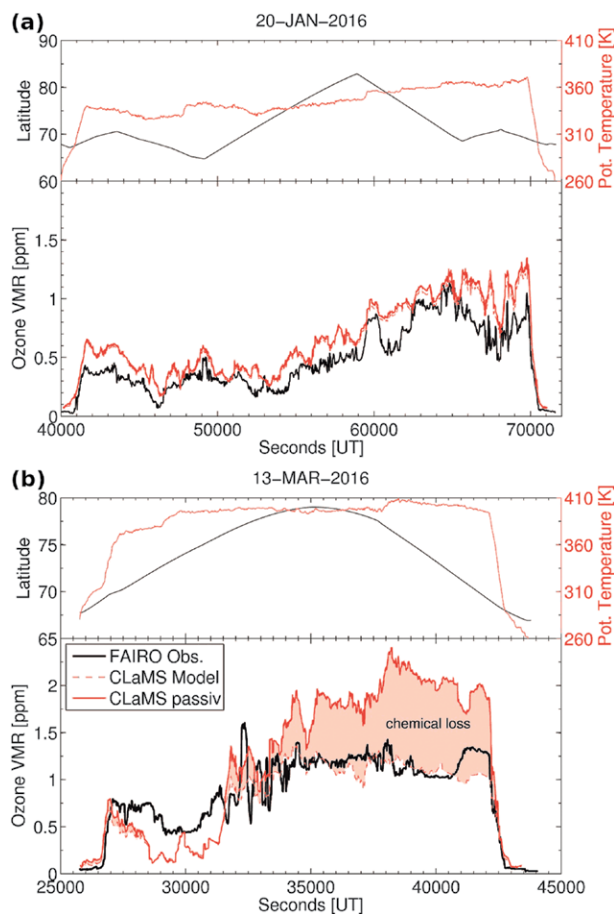 (a)
20-JAN-2016
90
80
70
60
Latitude
410
360
310
260
Pot. Temperature [K]
2
1.5
1
0.5
0
Ozone VMR [ppm]
40000 50000 60000 70000
Seconds [UT]
(b)
13-MAR-2016
80
75
70
65
Latitude
410
360
310
260
Pot. Temperature [K]
FAIRO Obs.
CLaMS Model
CLaMS passiv
chemical loss
2
1.5
1
0.5
0
Ozone VMR [ppm]
25000 30000 35000 40000 45000
Seconds [UT]